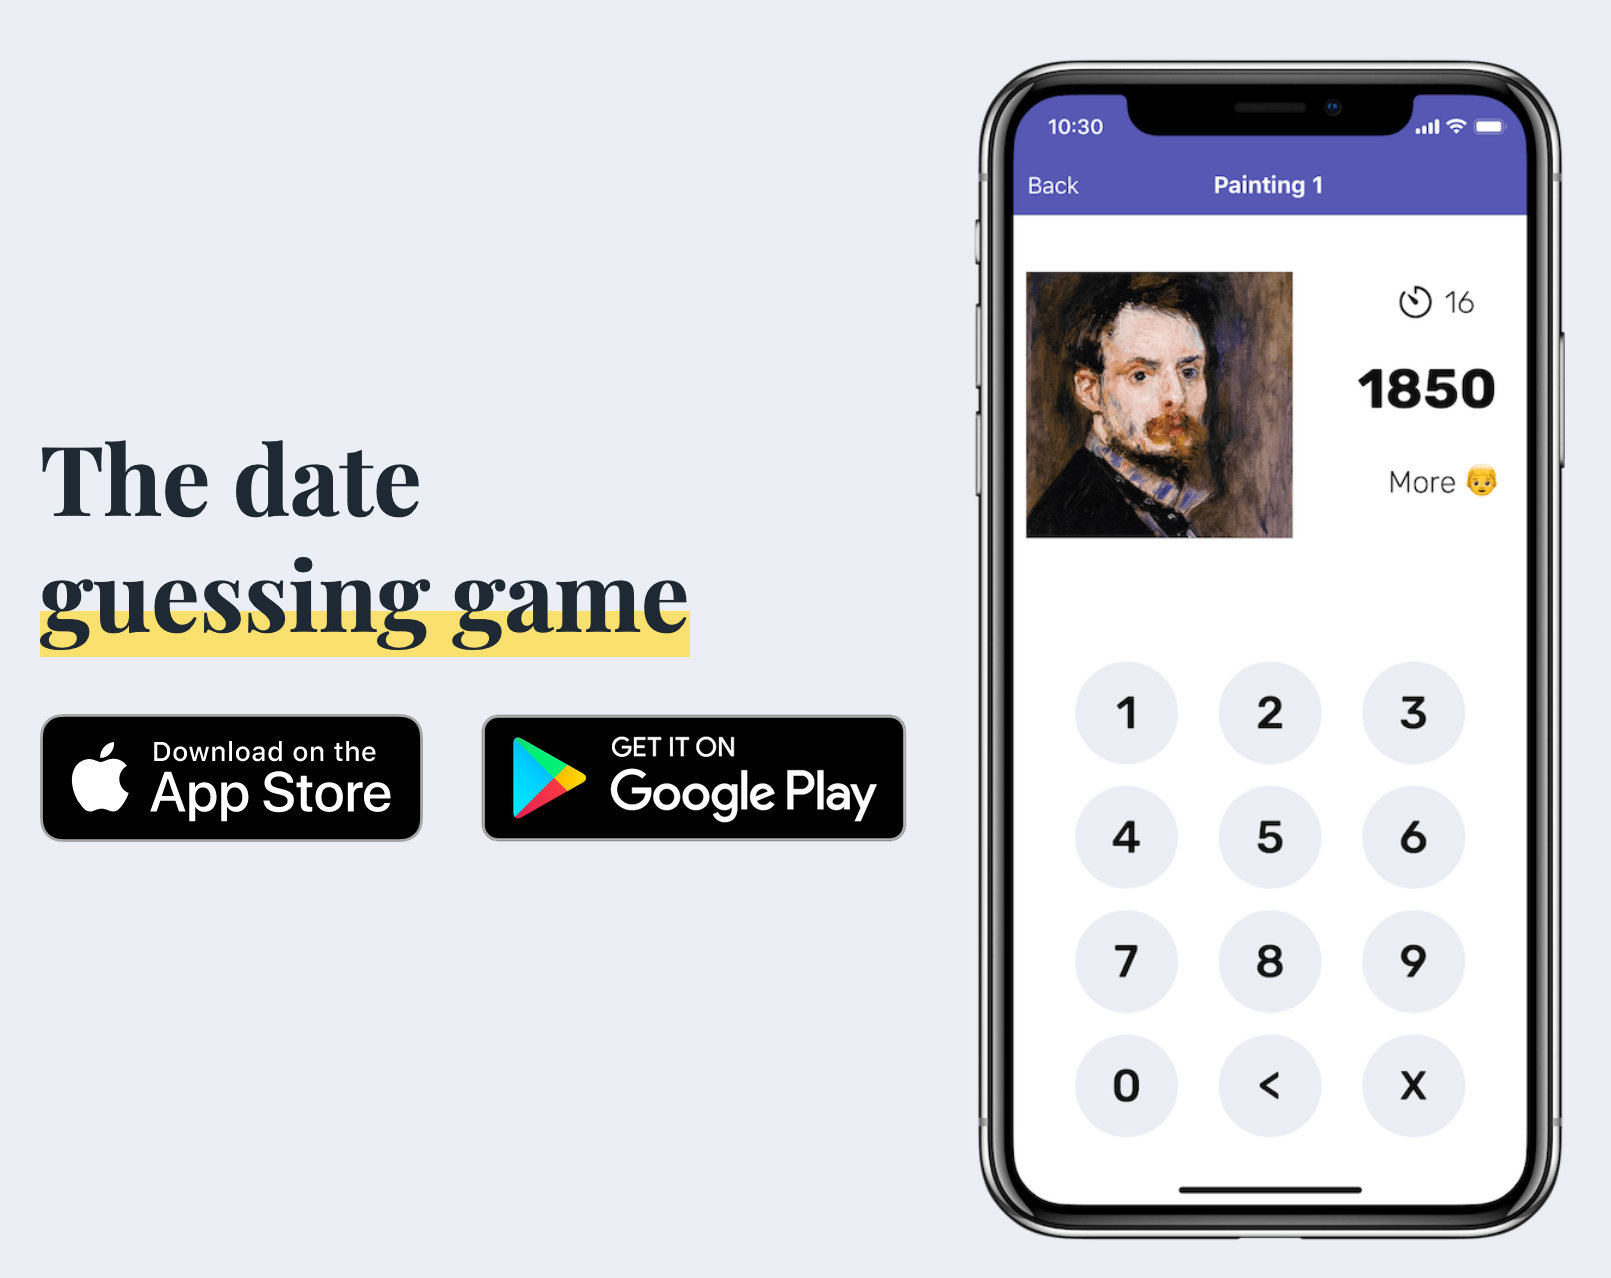 The date
guessing game
Download on the
App Store
GET IT ON
Google Play
10:30
Back
Painting 1
16
1850
More 👨
1 2 3
4 5 6
7 8 9
0 < X